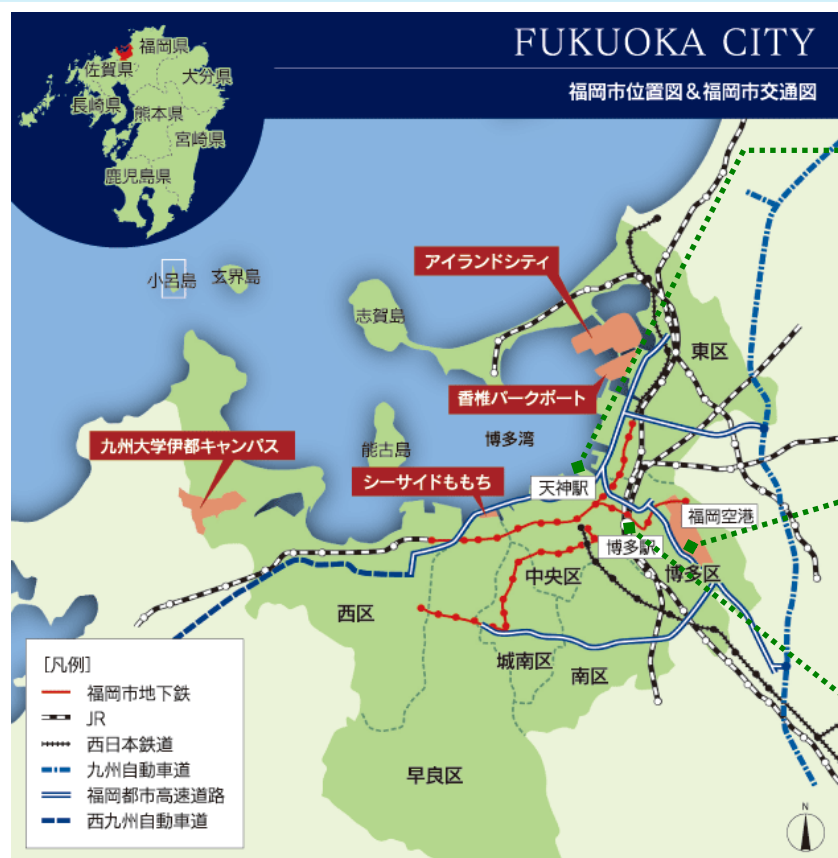 FUKUOKA CITY
福岡市位置図＆福岡市交通図
福岡県
佐賀県
大分県
長崎県
熊本県
宮崎県
鹿児島県
小呂島
玄界島
志賀島
アイランドシティ
東区
香椎パークポート
能古島
博多湾
九州大学伊都キャンパス
シーサイドももち
天神駅
福岡空港
博多駅
博多区
中央区
西区
城南区
南区
早良区
[凡例]
福岡市地下鉄
JR
西日本鉄道
九州自動車道
福岡都市高速道路
西九州自動車道
N